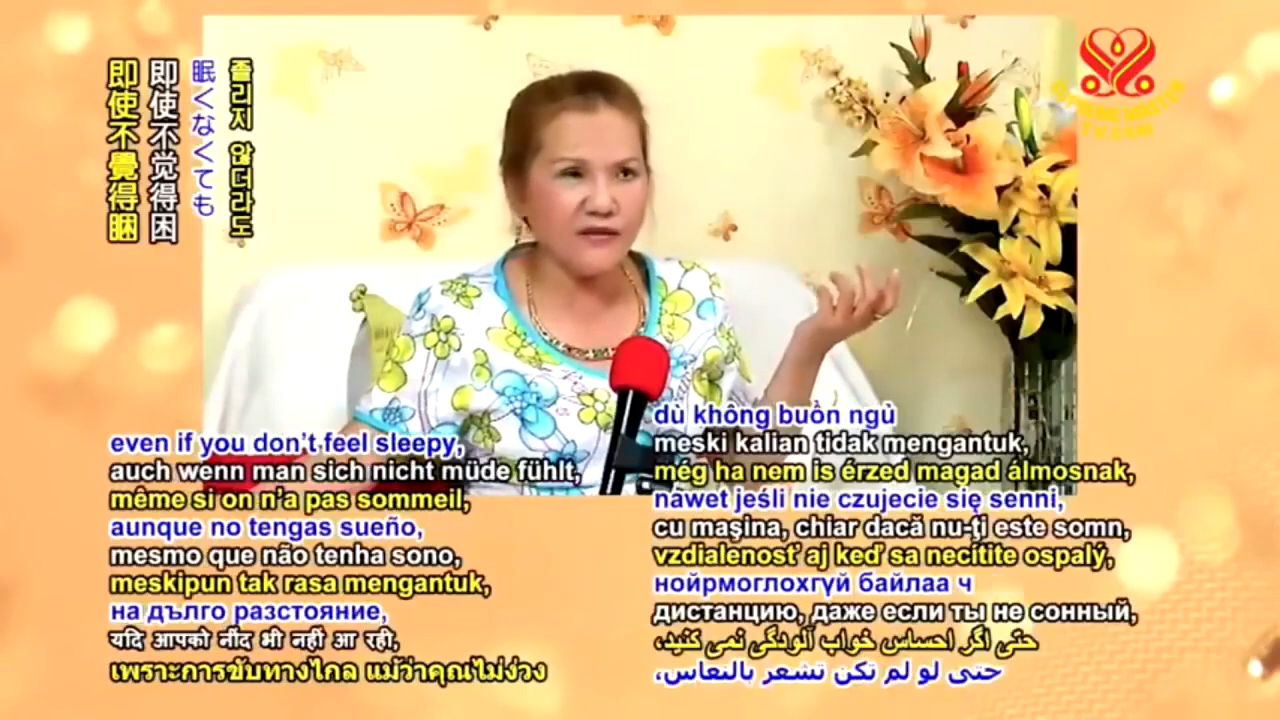 即使不覺得睏
即使不觉得困
眠くなくても
졸리지 않더라도
SUPREME MASTER
TV.COM
even if you don't feel sleepy,
auch wenn man sich nicht müde fühlt,
même si on n'a pas sommeil,
aunque no tengas sueño,
mesmo que não tenha sono,
meskipun tak rasa mengantuk,
на дълго разстояние,
यदि आपको नींद भी नहीं आ रही,
เพราะการขับทางไกล แม้ว่าคุณไม่ง่วง
dù không buồn ngủ
meski kalian tidak mengantuk,
még ha nem is érzed magad álmosnak,
nawet jeśli nie czujecie się senni,
cu maşina, chiar dacă nu-ţi este somn,
vzdialenosť aj keď sa necítite ospalý,
нойрмоглохгүй байлаа ч
дистанцию, даже если ты не сонный,
حتی اگر احساس خواب آلودگی نمی کنید،
حتى لو لم تكن تشعر بالنعاس،